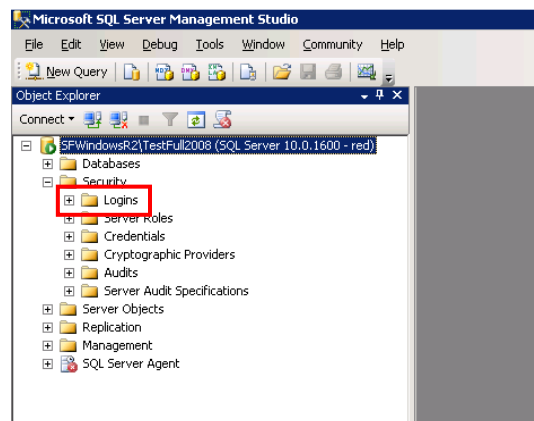 Microsoft SQL Server Management Studio
File Edit View Debug Tools Window Community Help
New Query
Object Explorer
Connect
SFWindowsR2\TestFull2008 (SQL Server 10.0.1600 - red)
Databases
Security
Logins
Server Roles
Credentials
Cryptographic Providers
Audits
Server Audit Specifications
Server Objects
Replication
Management
SQL Server Agent